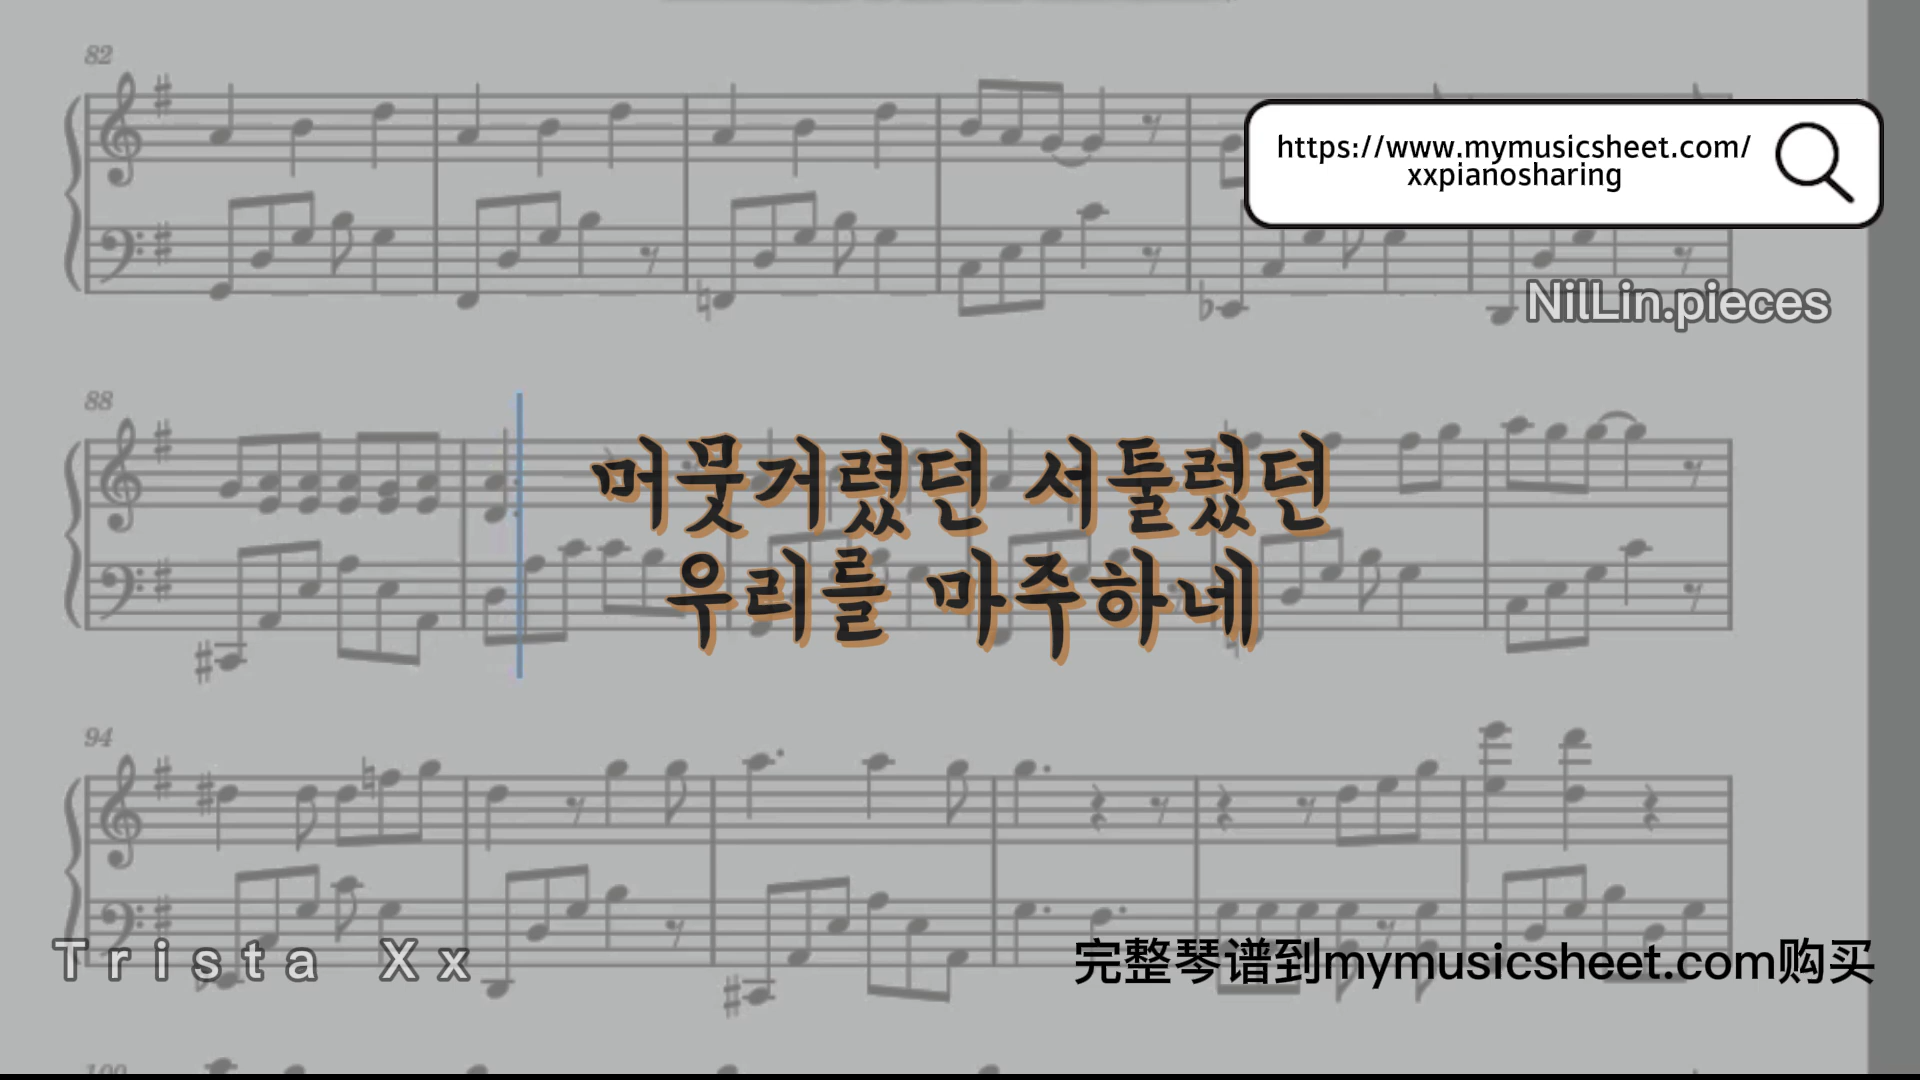 82
https://www.mymusicsheet.com/
xxpianosharing
NilLin.pieces
88
머뭇거렸던 서툴렀던
우리를 마주하네
94
Trista Xx
完整琴谱到mymusicsheet.com购买
100